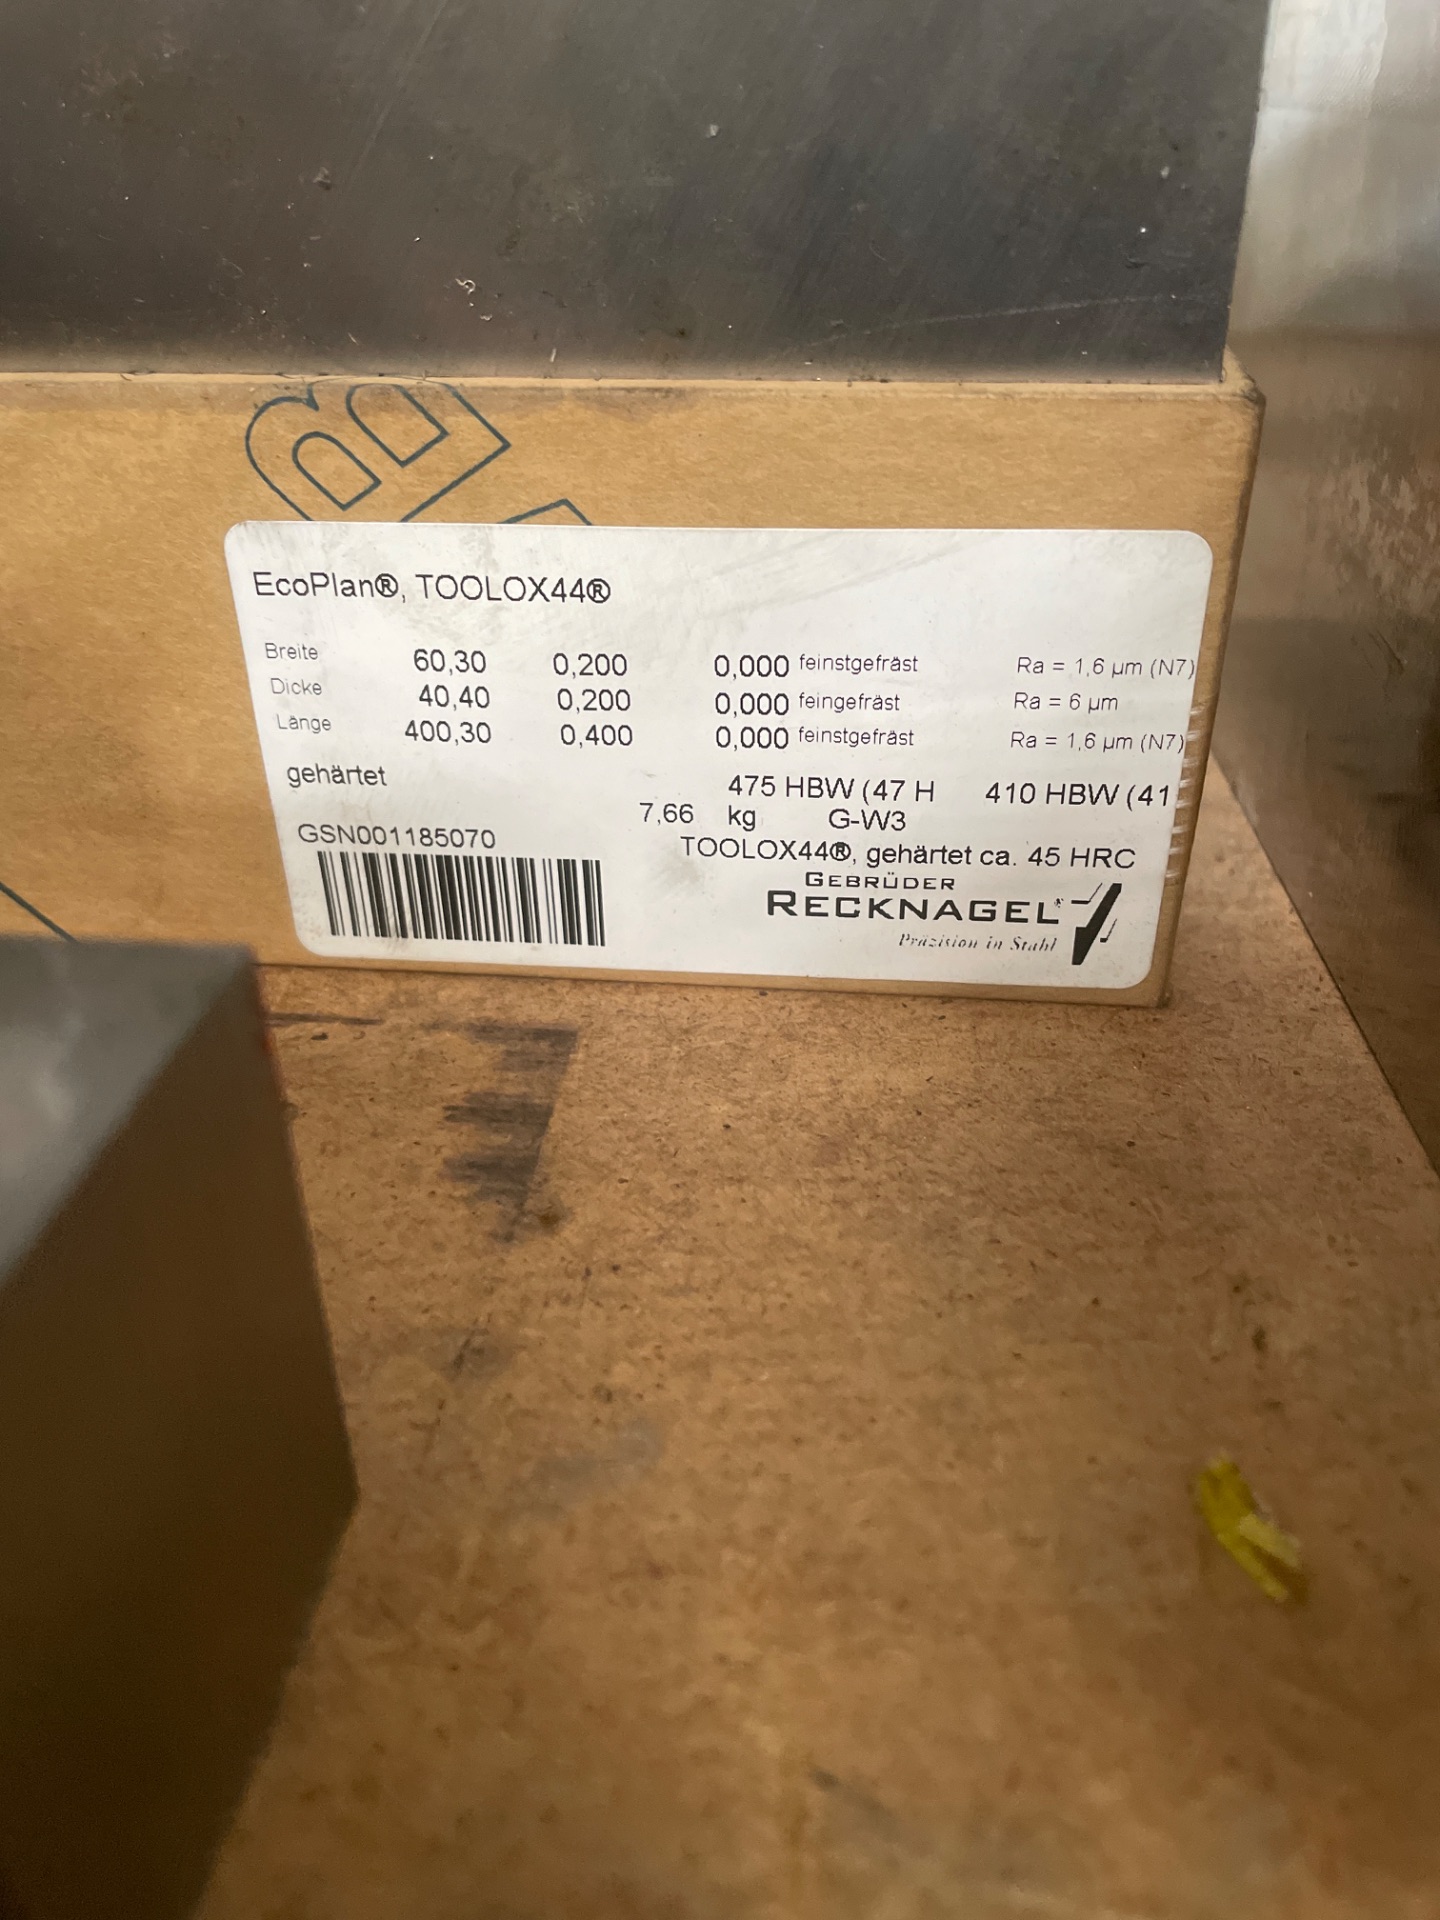 EcoPlan®, TOOLOX44®
Breite 60,30 0,200 0,000 feinstgefräst Ra = 1,6 µm (N7)
Dicke 40,40 0,200 0,000 feingefräst Ra = 6 µm
Länge 400,30 0,400 0,000 feinstgefräst Ra = 1,6 µm (N7)
gehärtet 475 HBW (47 H 410 HBW (41
7,66 kg G-W3
GSN001185070
TOOLOX44®, gehärtet ca. 45 HRC
GEBRÜDER
RECKNAGEL
Präzision in Stahl